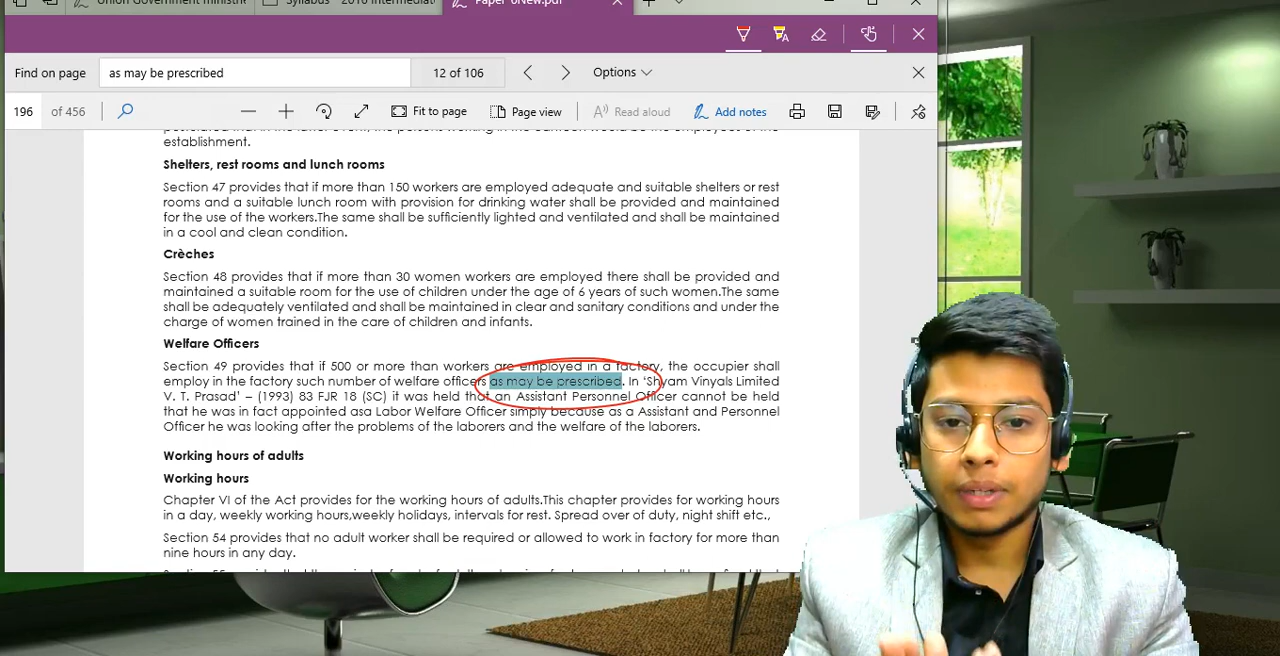 Union Government ministri
Syllabus - 2016 Intermediat
Paper-6New.pdf
Find on page
as may be prescribed
12 of 106
Options
196
of 456
Fit to page
Page view
Read aloud
Add notes
establishment.
Shelters, rest rooms and lunch rooms
Section 47 provides that if more than 150 workers are employed adequate and suitable shelters or rest
rooms and a suitable lunch room with provision for drinking water shall be provided and maintained
for the use of the workers.The same shall be sufficiently lighted and ventilated and shall be maintained
in a cool and clean condition.
Crèches
Section 48 provides that if more than 30 women workers are employed there shall be provided and
maintained a suitable room for the use of children under the age of 6 years of such women.The same
shall be adequately ventilated and shall be maintained in clear and sanitary conditions and under the
charge of women trained in the care of children and infants.
Welfare Officers
Section 49 provides that if 500 or more than workers are employed in a factory, the occupier shall
employ in the factory such number of welfare officers as may be prescribed. In ‘Shyam Vinyals Limited
V. T. Prasad’ – (1993) 83 FJR 18 (SC) it was held that an Assistant Personnel Officer cannot be held
that he was in fact appointed asa Labor Welfare Officer simply because as a Assistant and Personnel
Officer he was looking after the problems of the laborers and the welfare of the laborers.
Working hours of adults
Working hours
Chapter VI of the Act provides for the working hours of adults.This chapter provides for working hours
in a day, weekly working hours,weekly holidays, intervals for rest. Spread over of duty, night shift etc.,
Section 54 provides that no adult worker shall be required or allowed to work in factory for more than
nine hours in any day.